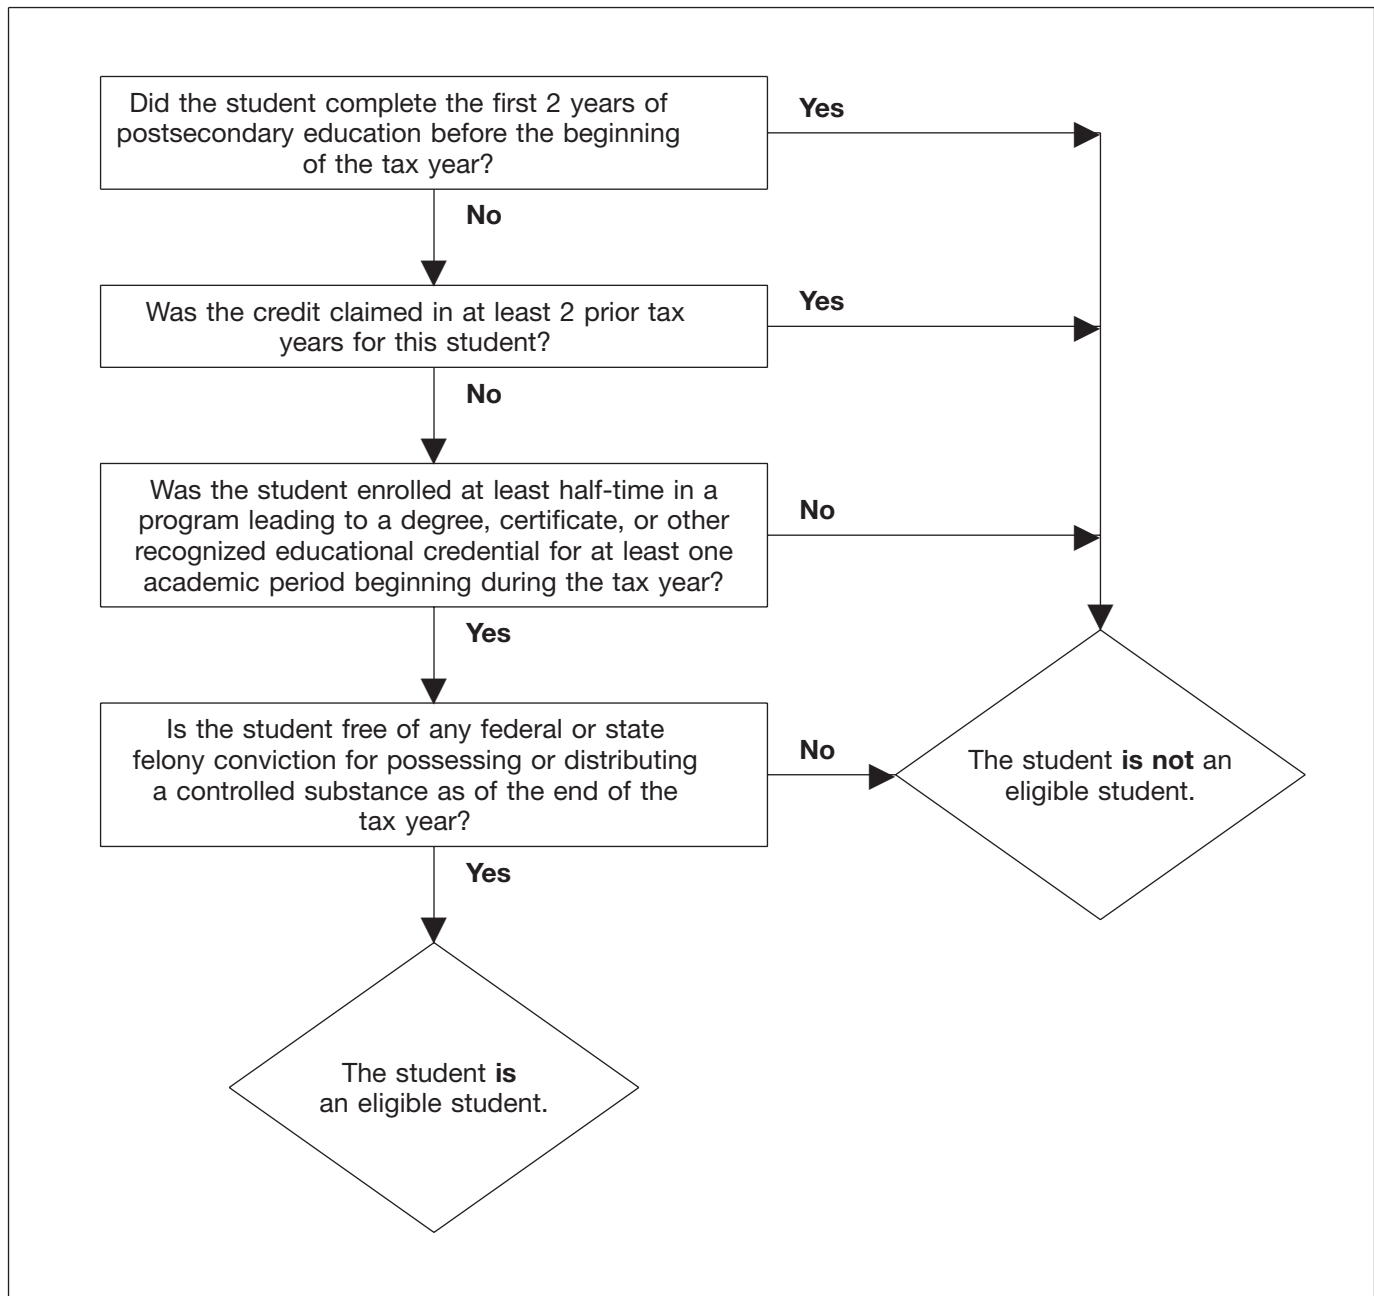 Did the student complete the first 2 years of
postsecondary education before the beginning
of the tax year?
Yes
No
Was the credit claimed in at least 2 prior tax
years for this student?
Yes
No
Was the student enrolled at least half-time in a
program leading to a degree, certificate, or other
recognized educational credential for at least one
academic period beginning during the tax year?
No
Yes
Is the student free of any federal or state
felony conviction for possessing or distributing
a controlled substance as of the end of the
tax year?
No
The student is not an
eligible student.
Yes
The student is
an eligible student.